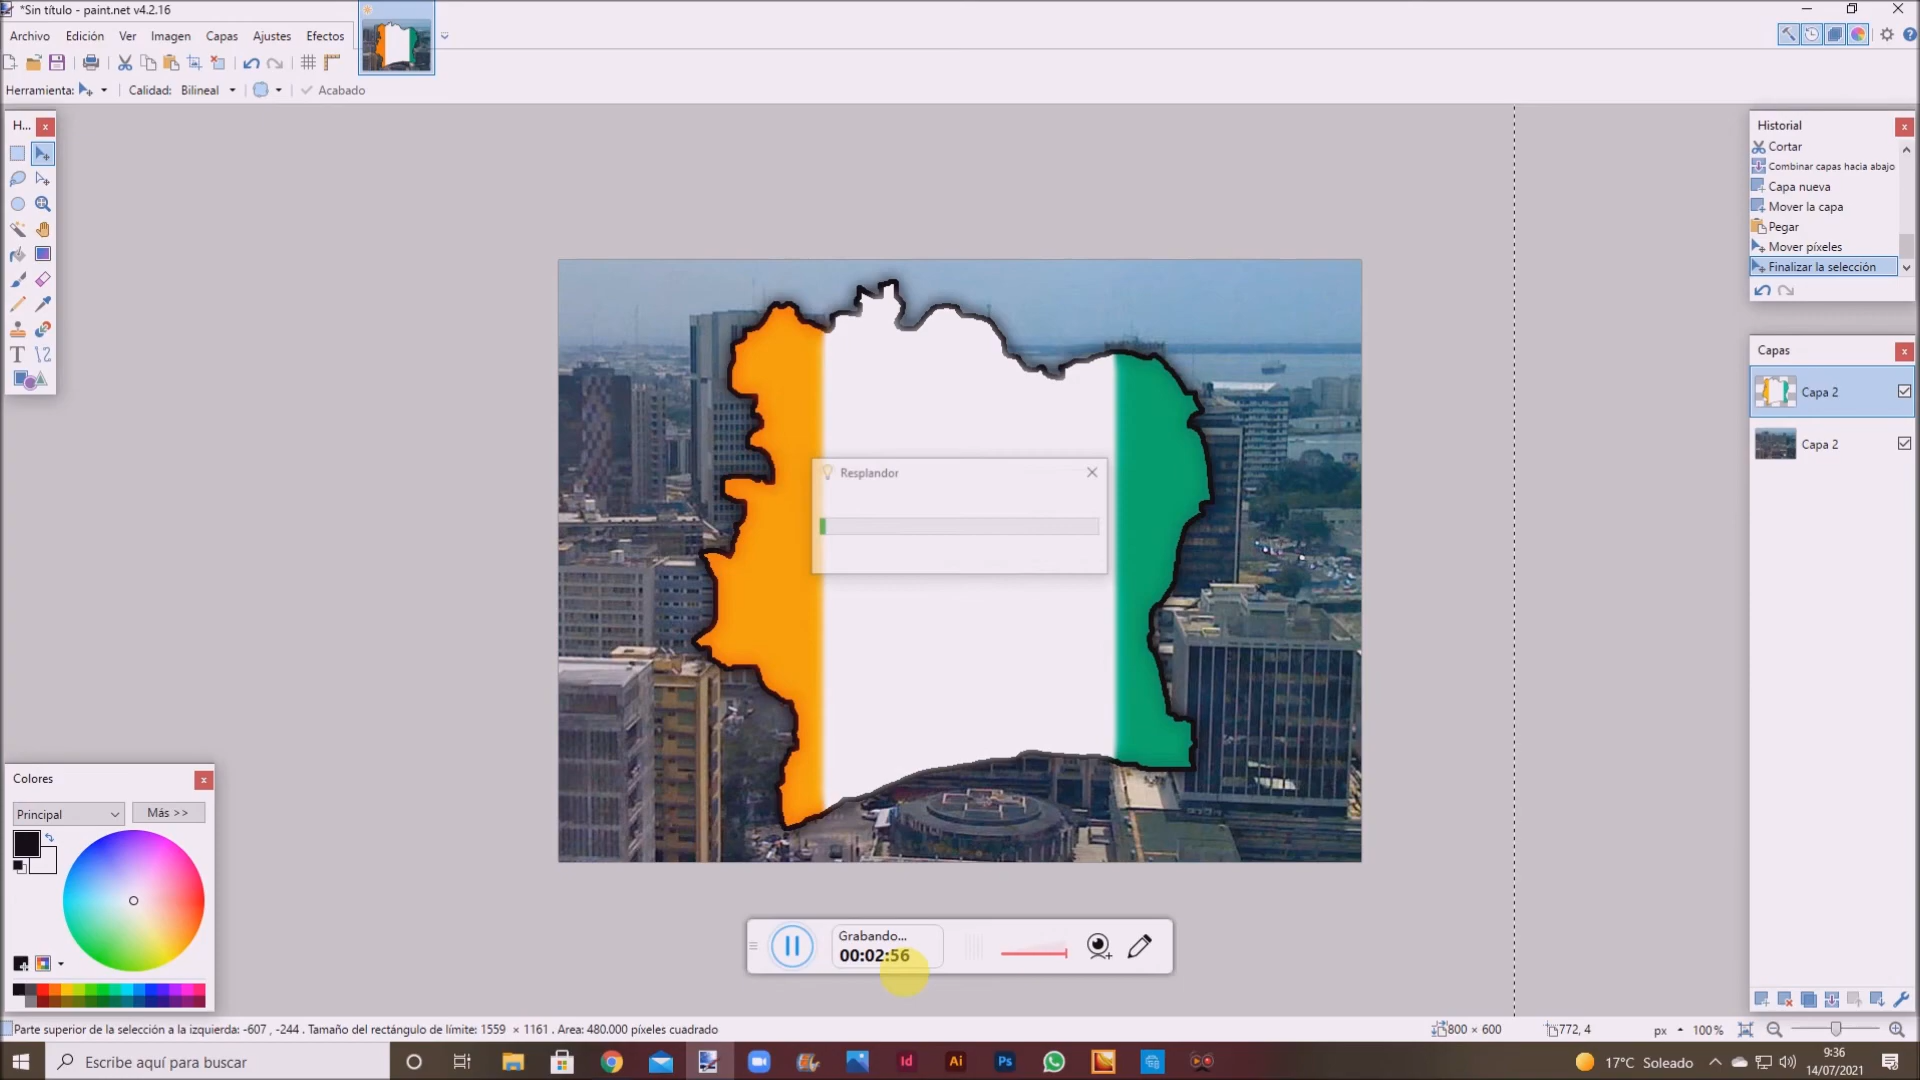 *Sin título - paint.net v4.2.16
Archivo
Edición
Ver
Imagen
Capas
Ajustes
Efectos
Herramienta:
Calidad:
Bilineal
Acabado
H...
Historial
Cortar
Combinar capas hacia abajo
Capa nueva
Mover la capa
Pegar
Mover píxeles
Finalizar la selección
Capas
Capa 2
Capa 2
Resplandor
Colores
Principal
Más >>
Grabando...
00:02:56
Parte superior de la selección a la izquierda: -607 , -244 . Tamaño del rectángulo de límite: 1559 × 1161 . Area: 480.000 píxeles cuadrado
800 × 600
772, 4
px
100%
Escribe aquí para buscar
Id
Ai
Ps
17°C Soleado
9:36
14/07/2021